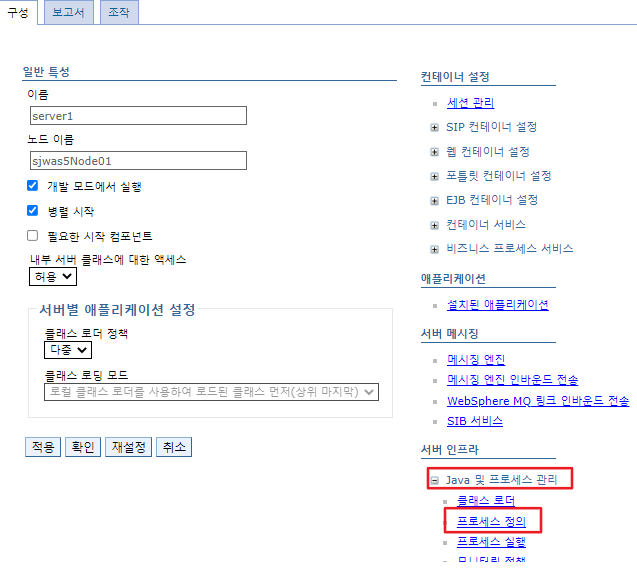 구성
보고서
조작
일반 특성
이름
server1
노드 이름
sjwas5Node01
개발 모드에서 실행
병렬 시작
필요한 시작 컴포넌트
내부 서버 클래스에 대한 액세스
허용
서버별 애플리케이션 설정
클래스 로더 정책
다중
클래스 로딩 모드
로컬 클래스 로더를 사용하여 로드된 클래스 먼저(상위 마지막)
적용
확인
재설정
취소
컨테이너 설정
세션 관리
SIP 컨테이너 설정
웹 컨테이너 설정
포틀릿 컨테이너 설정
EJB 컨테이너 설정
컨테이너 서비스
비즈니스 프로세스 서비스
애플리케이션
설치된 애플리케이션
서버 메시징
메시징 엔진
메시징 엔진 인바운드 전송
WebSphere MQ 링크 인바운드 전송
SIB 서비스
서버 인프라
Java 및 프로세스 관리
클래스 로더
프로세스 정의
프로세스 실행
모니터링 정책